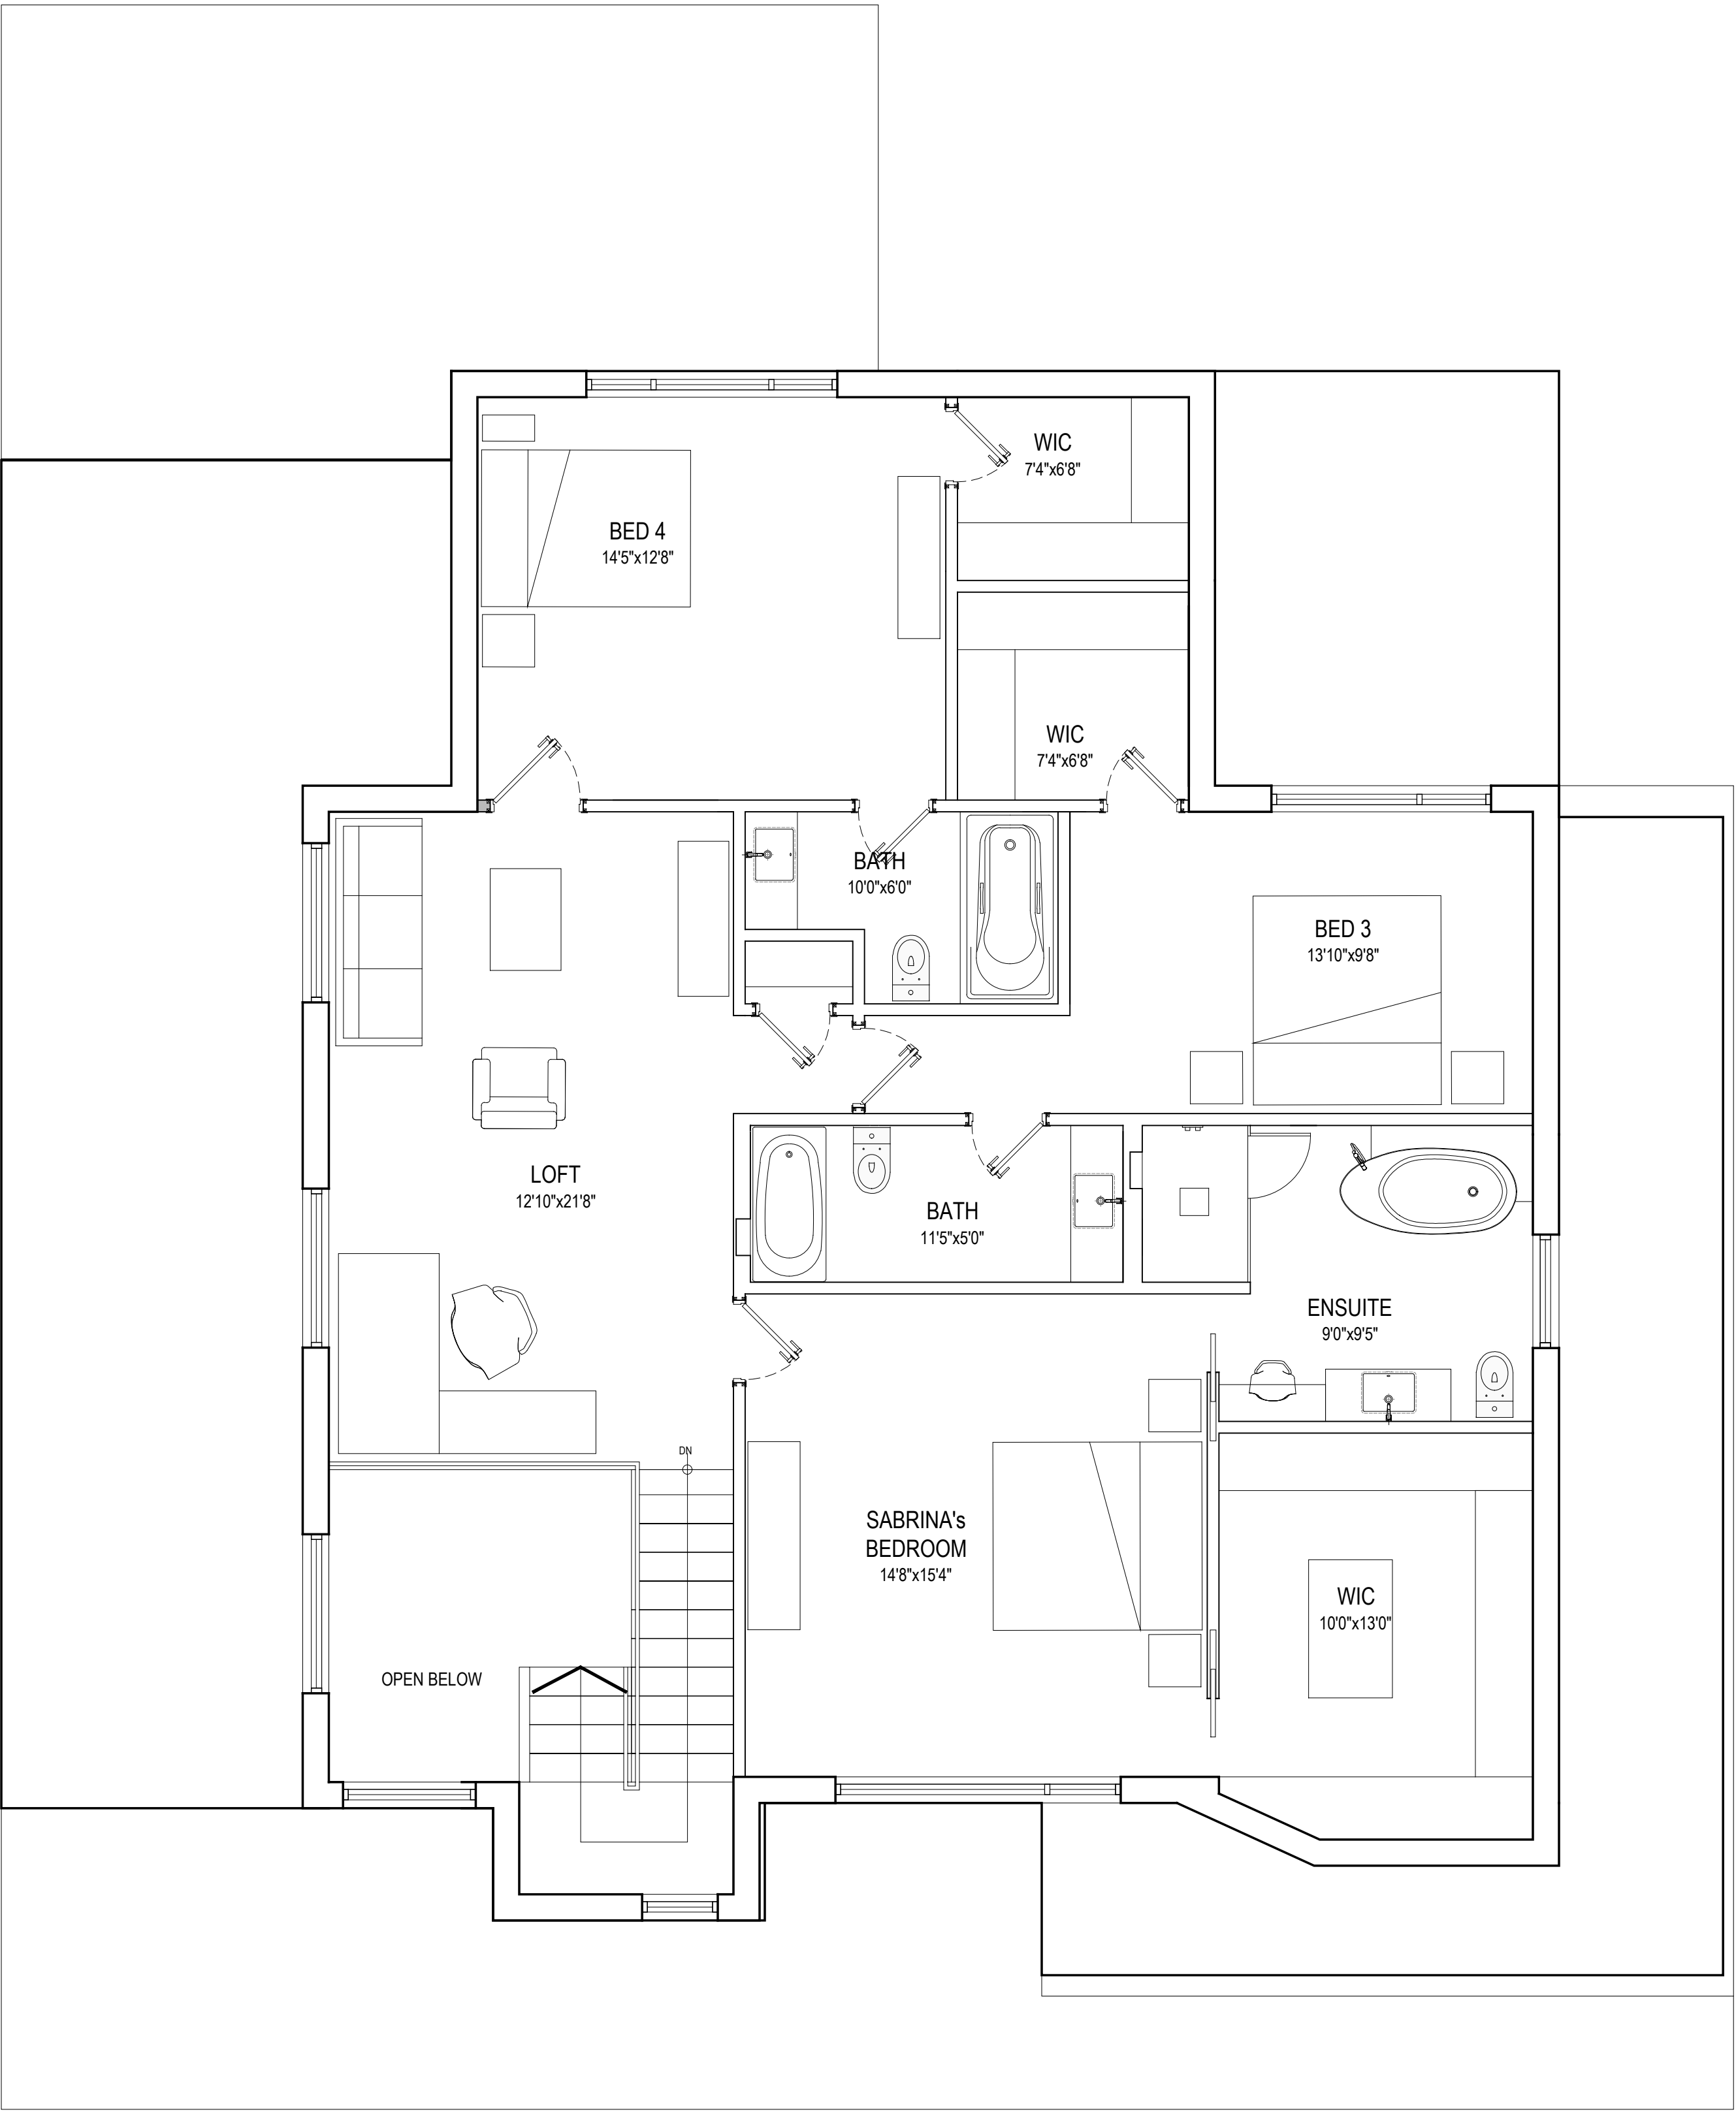 WIC
7'4"x6'8"
BED 4
14'5"x12'8"
WIC
7'4"x6'8"
BATH
10'0"x6'0"
BED 3
13'10"x9'8"
LOFT
12'10"x21'8"
BATH
11'5"x5'0"
ENSUITE
9'0"x9'5"
DN
SABRINA's
BEDROOM
14'8"x15'4"
WIC
10'0"x13'0"
OPEN BELOW